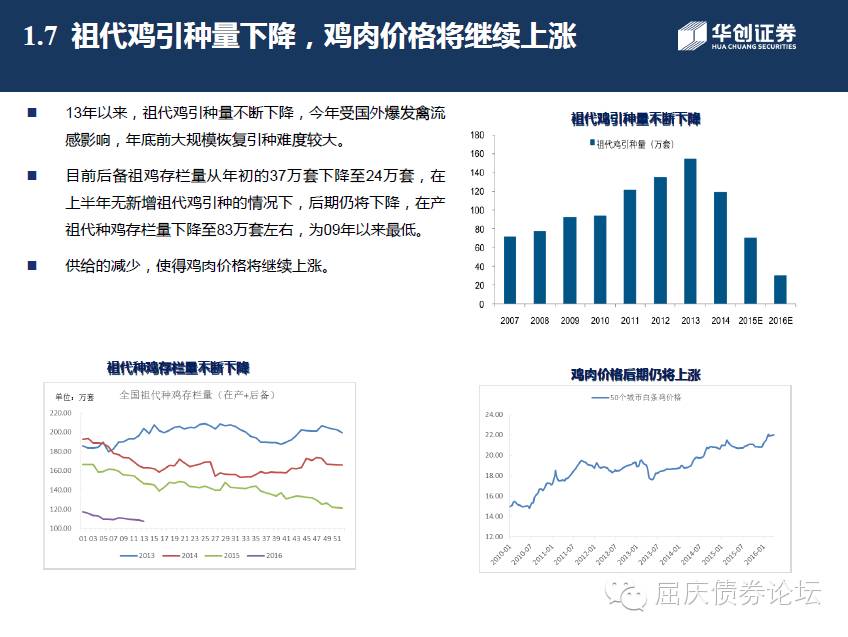 1.7 祖代鸡引种量下降，鸡肉价格将继续上涨
华创证券
HUA CHUANG SECURITIES
13年以来，祖代鸡引种量不断下降，今年受国外爆发禽流
感影响，年底前大规模恢复引种难度较大。
目前后备祖鸡存栏量从年初的37万套下降至24万套，在
上半年无新增祖代鸡引种的情况下，后期仍将下降，在产
祖代种鸡存栏量下降至83万套左右，为09年以来最低。
供给的减少，使得鸡肉价格将继续上涨。
祖代鸡引种量不断下降
祖代鸡引种量（万套）
180
160
140
120
100
80
60
40
20
0
2007 2008 2009 2010 2011 2012 2013 2014 2015E 2016E
祖代种鸡存栏量不断下降
单位：万套
全国祖代种鸡存栏量（在产+后备）
220.00
200.00
180.00
160.00
140.00
120.00
100.00
01 03 05 07 09 11 13 15 17 19 21 23 25 27 29 31 33 35 37 39 41 43 45 47 49 51
2013 2014 2015 2016
鸡肉价格后期仍将上涨
50个城市白条鸡价格
24.00
22.00
20.00
18.00
16.00
14.00
12.00
2010-01 2010-07 2011-01 2011-07 2012-01 2012-07 2013-01 2013-07 2014-01 2014-07 2015-01 2015-07 2016-01
屈庆债券论坛